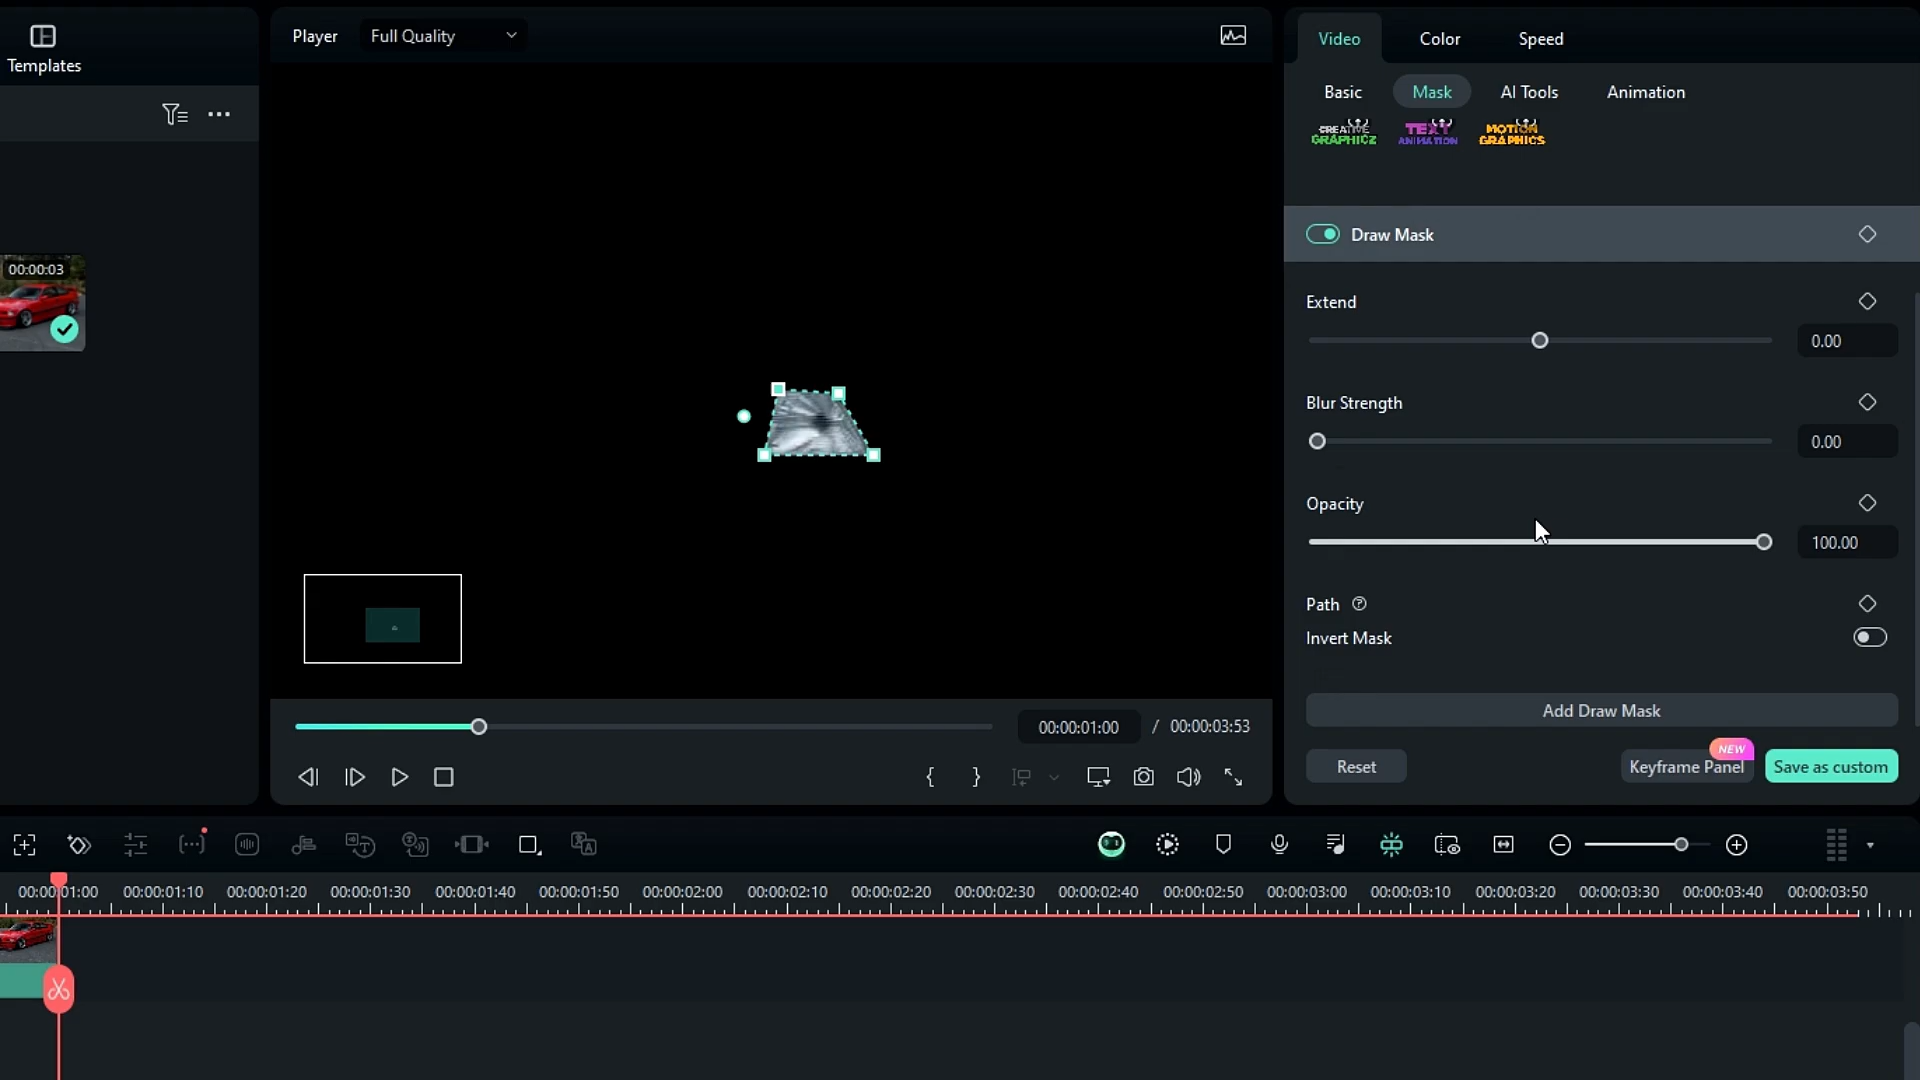 Templates
Player
Full Quality
Video
Color
Speed
Basic
Mask
AI Tools
Animation
CREATIVE
GRAPHICZ
TEXT
ANIMATION
MOTION
GRAPHICS
Draw Mask
00:00:03
Extend
0.00
Blur Strength
0.00
Opacity
100.00
Path
Invert Mask
Add Draw Mask
Reset
Keyframe Panel
NEW
Save as custom
00:00:01:00 / 00:00:03:53
00:00:01:00 00:00:01:10 00:00:01:20 00:00:01:30 00:00:01:40 00:00:01:50 00:00:02:00 00:00:02:10 00:00:02:20 00:00:02:30 00:00:02:40 00:00:02:50 00:00:03:00 00:00:03:10 00:00:03:20 00:00:03:30 00:00:03:40 00:00:03:50